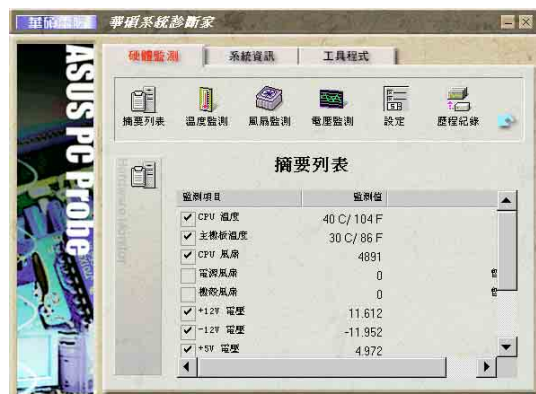 華碩系統診斷家
ASUS PC Probe
硬體監測
系統資訊
工具程式
摘要列表
溫度監測
風扇監測
電壓監測
設定
歷程紀錄
Hardware Monitor
摘要列表
監測項目 監測值
CPU 溫度 40 C/ 104 F
主機板溫度 30 C/ 86 F
CPU 風扇 4891
電源風扇 0
機殼風扇 0
+12V 電壓 11.612
-12V 電壓 -11.952
+5V 電壓 4.972